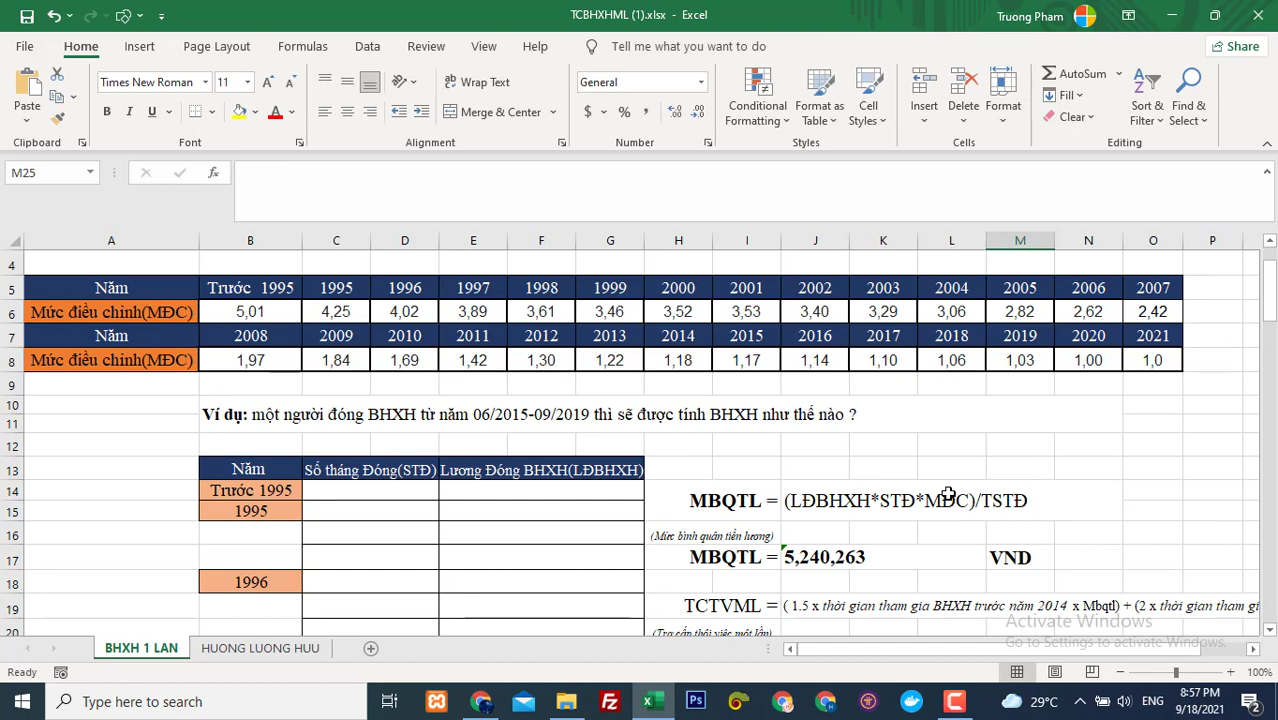 TCBHXHML (1).xlsx - Excel
Truong Pham
File Home Insert Page Layout Formulas Data Review View Help Tell me what you want to do Share
Paste
Times New Roman 11
B I U
Wrap Text
Merge & Center
General
$ %
Conditional Formatting
Format as Table
Cell Styles
Insert Delete Format
AutoSum
Fill
Clear
Sort & Filter
Find & Select
Clipboard Font Alignment Number Styles Cells Editing
M25
A B C D E F G H I J K L M N O P
4
5 Năm Trước 1995 1995 1996 1997 1998 1999 2000 2001 2002 2003 2004 2005 2006 2007
6 Mức điều chỉnh(MĐC) 5,01 4,25 4,02 3,89 3,61 3,46 3,52 3,53 3,40 3,29 3,06 2,82 2,62 2,42
7 Năm 2008 2009 2010 2011 2012 2013 2014 2015 2016 2017 2018 2019 2020 2021
8 Mức điều chỉnh(MĐC) 1,97 1,84 1,69 1,42 1,30 1,22 1,18 1,17 1,14 1,10 1,06 1,03 1,00 1,0
9
10
Ví dụ: một người đóng BHXH từ năm 06/2015-09/2019 thì sẽ được tính BHXH như thế nào ?
11
12
13 Năm Số tháng Đóng(STĐ) Lương Đóng BHXH(LĐBHXH)
14 Trước 1995
MBQTL = (LĐBHXH*STĐ*MĐC)/TSTĐ
15 1995
16 (Mức bình quân tiền lương)
17 MBQTL = 5,240,263 VND
18 1996
19 TCTVML = ( 1.5 x thời gian tham gia BHXH trước năm 2014 x Mbqtl) + (2 x thời gian tham gi
20 (Trợ cấp thôi việc một lần)
Activate Windows
Go to Settings to activate Windows.
BHXH 1 LAN HUONG LUONG HUU
Ready 100%
Type here to search
Ps
29°C
ENG
8:57 PM
9/18/2021
2